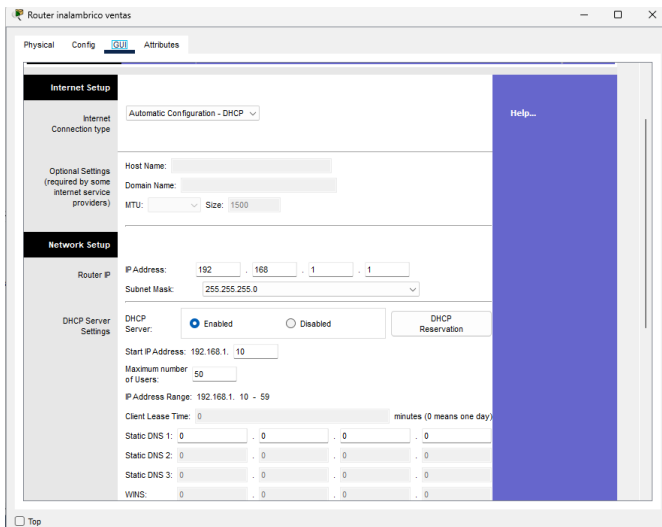 Router inalambrico ventas
Physical Config GUI Attributes
Internet Setup
Internet
Connection type
Automatic Configuration - DHCP
Help...
Optional Settings
(required by some
internet service
providers)
Host Name:
Domain Name:
MTU: Size: 1500
Network Setup
Router IP
IP Address: 192 . 168 . 1 . 1
Subnet Mask: 255.255.255.0
DHCP Server
Settings
DHCP
Server:
Enabled Disabled
DHCP
Reservation
Start IP Address: 192.168.1. 10
Maximum number
of Users: 50
IP Address Range: 192.168.1. 10 - 59
Client Lease Time: 0 minutes (0 means one day)
Static DNS 1: 0 . 0 . 0 . 0
Static DNS 2: 0 . 0 . 0 . 0
Static DNS 3: 0 . 0 . 0 . 0
WINS: 0 . 0 . 0 . 0
Top